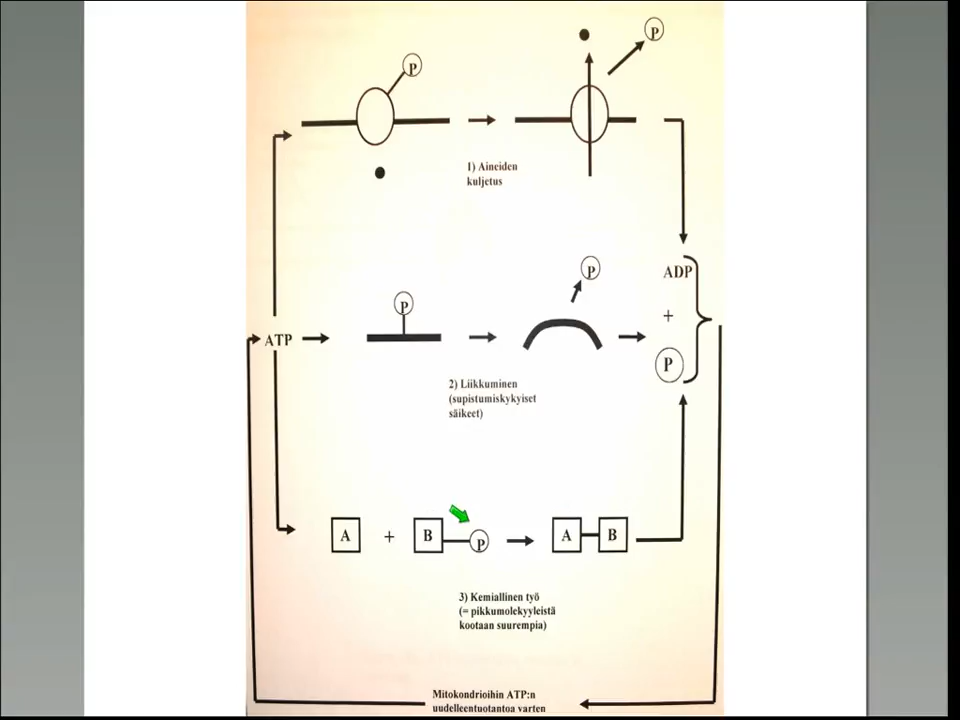 P
P
1) Aineiden
kuljetus
P
P
ATP
ADP
+
P
2) Liikkuminen
(supistumiskykyiset
säikeet)
A + B P A B
3) Kemiallinen työ
(= pikkumolekyyleistä
kootaan suurempia)
Mitokondrioihin ATP:n
uudelleentuotantoa varten